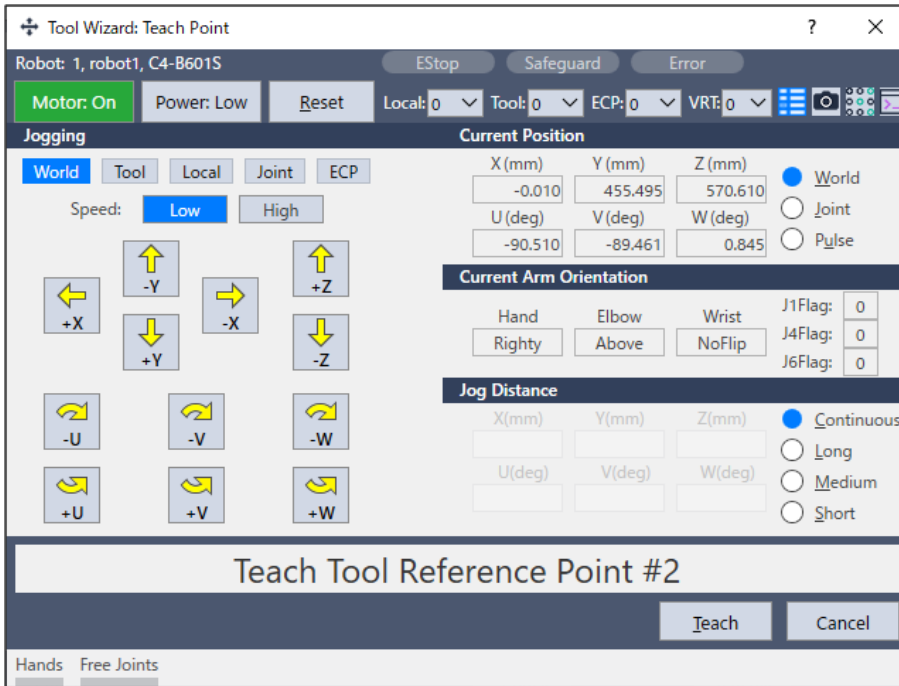 Tool Wizard: Teach Point
?
Robot: 1, robot1, C4-B601S
EStop Safeguard Error
Motor: On Power: Low Reset Local: 0 Tool: 0 ECP: 0 VRT: 0
Jogging
World Tool Local Joint ECP
Speed: Low High
-Y +Z
+X -X
+Y -Z
-U -V -W
+U +V +W
Current Position
X (mm) Y (mm) Z (mm)
-0.010 455.495 570.610
U (deg) V (deg) W (deg)
-90.510 -89.461 0.845
World
Joint
Pulse
Current Arm Orientation
Hand Elbow Wrist
Righty Above NoFlip
J1Flag: 0
J4Flag: 0
J6Flag: 0
Jog Distance
X(mm) Y(mm) Z(mm)
U(deg) V(deg) W(deg)
Continuous
Long
Medium
Short
Teach Tool Reference Point #2
Teach Cancel
Hands Free Joints